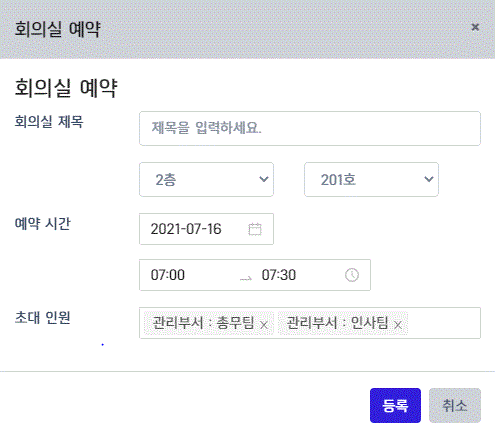 회의실 예약 ×
회의실 예약
회의실 제목 제목을 입력하세요.
2층 201호
예약 시간 2021-07-16
07:00 07:30
초대 인원 관리부서 : 총무팀 x 관리부서 : 인사팀 x
등록 취소